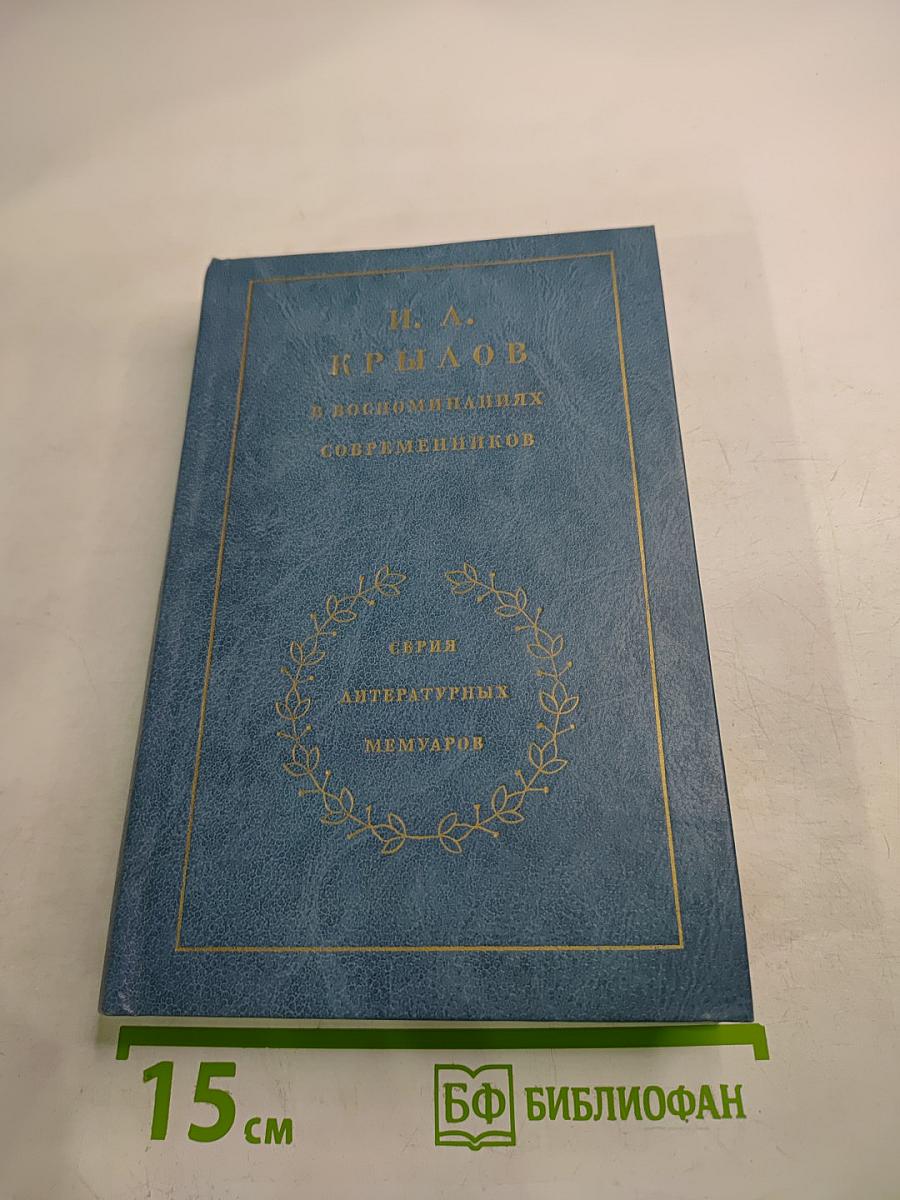 И. А.
КРЫЛОВ
В ВОСПОМИНАНИЯХ
СОВРЕМЕННИКОВ
СЕРИЯ
ЛИТЕРАТУРНЫХ
МЕМУАРОВ
15 см
БФ БИБЛИОФАН